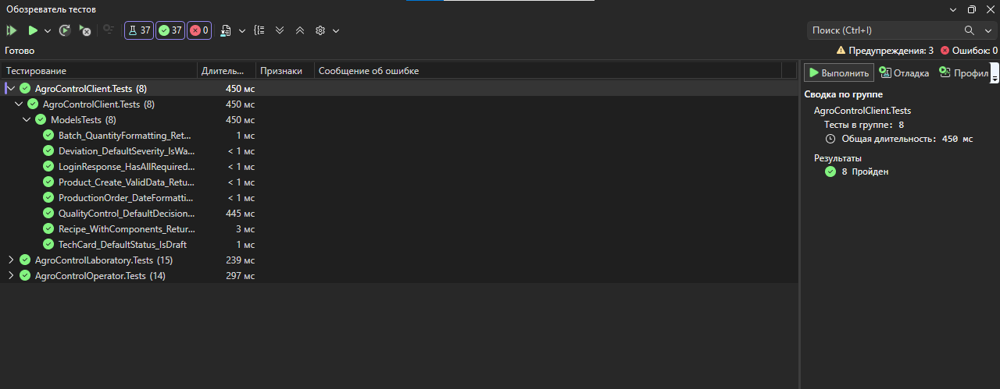 Обозреватель тестов
37 37 0
Поиск (Ctrl+I)
Готово
Предупреждения: 3 Ошибок: 0
Тестирование Длитель... Признаки Сообщение об ошибке
AgroControlClient.Tests (8) 450 мс
AgroControlClient.Tests (8) 450 мс
ModelsTests (8) 450 мс
Batch_QuantityFormatting_Ret... 1 мс
Deviation_DefaultSeverity_IsWa... < 1 мс
LoginResponse_HasAllRequired... < 1 мс
Product_Create_ValidData_Retu... < 1 мс
ProductionOrder_DateFormatti... < 1 мс
QualityControl_DefaultDecision... 445 мс
Recipe_WithComponents_Retur... 3 мс
TechCard_DefaultStatus_IsDraft 1 мс
AgroControlLaboratory.Tests (15) 239 мс
AgroControlOperator.Tests (14) 297 мс
Выполнить Отладка Профил
Сводка по группе
AgroControlClient.Tests
Тесты в группе: 8
Общая длительность: 450 мс
Результаты
8 Пройден